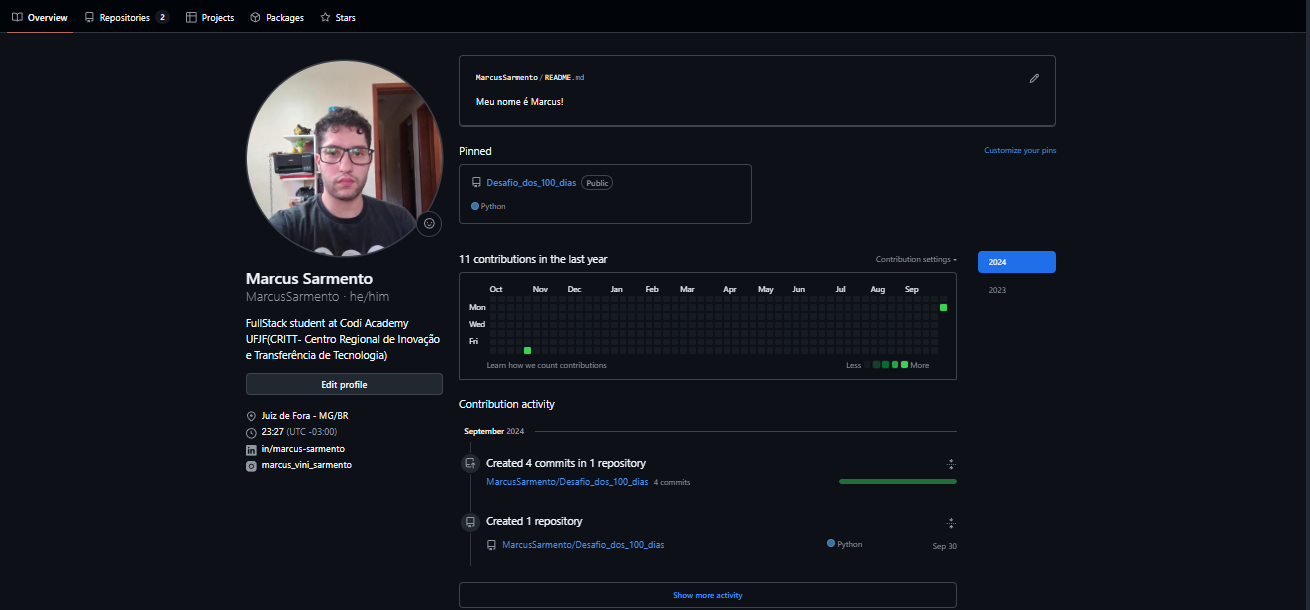 Overview Repositories 2 Projects Packages Stars
MarcusSarmento/README.md
Meu nome é Marcus!
Pinned
Customize your pins
Desafio_dos_100_dias Public
Python
Marcus Sarmento
MarcusSarmento · he/him
FullStack student at Codi Academy
UFJF(CRITT- Centro Regional de Inovação
e Transferência de Tecnologia)
Edit profile
Juiz de Fora - MG/BR
23:27 (UTC -03:00)
in/marcus-sarmento
marcus_vini_sarmento
11 contributions in the last year
Contribution settings
2024
2023
Oct Nov Dec Jan Feb Mar Apr May Jun Jul Aug Sep
Mon
Wed
Fri
Learn how we count contributions
Less More
Contribution activity
September 2024
Created 4 commits in 1 repository
MarcusSarmento/Desafio_dos_100_dias 4 commits
Created 1 repository
MarcusSarmento/Desafio_dos_100_dias Python Sep 30
Show more activity